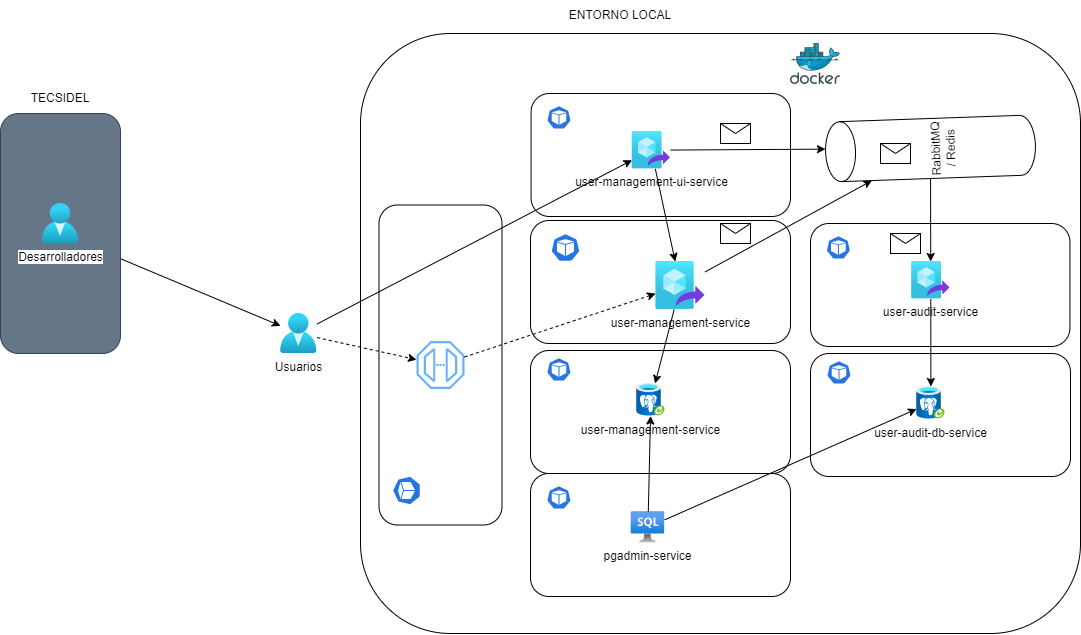 ENTORNO LOCAL
docker
TECSIDEL
Desarrolladores
Usuarios
user-management-ui-service
RabbitMQ
/ Redis
user-management-service
user-audit-service
user-management-service
user-audit-db-service
SQL
pgadmin-service